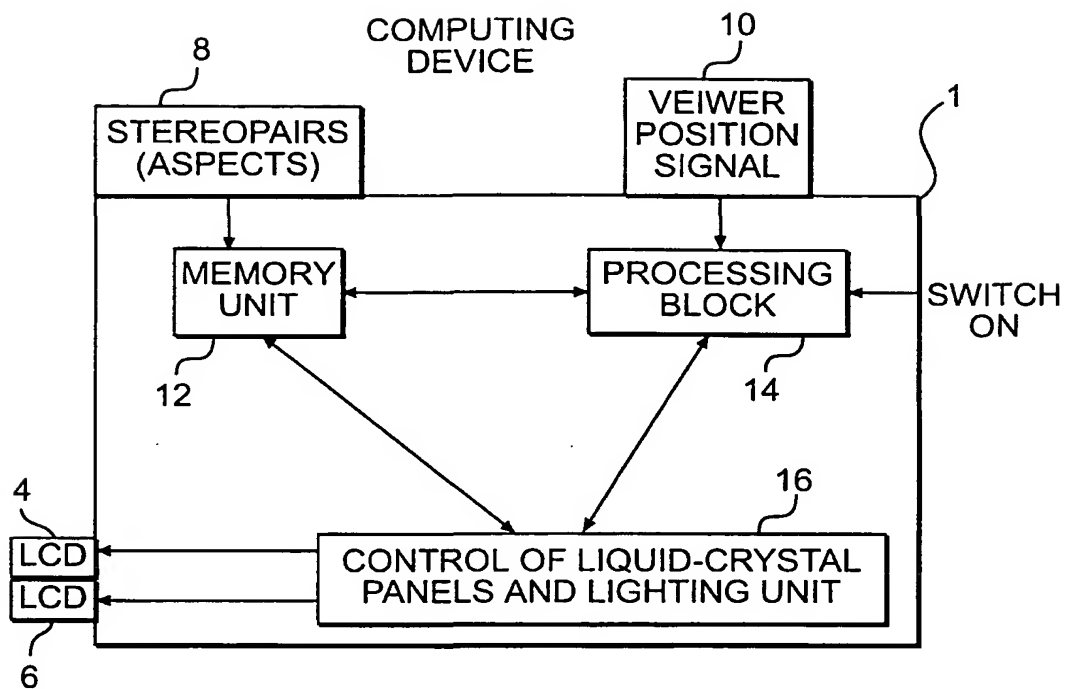 COMPUTING
DEVICE
8
10
1
STEREOPAIRS
(ASPECTS)
VEIWER
POSITION
SIGNAL
MEMORY
UNIT
PROCESSING
BLOCK
SWITCH
ON
12
14
16
4
LCD
LCD
6
CONTROL OF LIQUID-CRYSTAL
PANELS AND LIGHTING UNIT